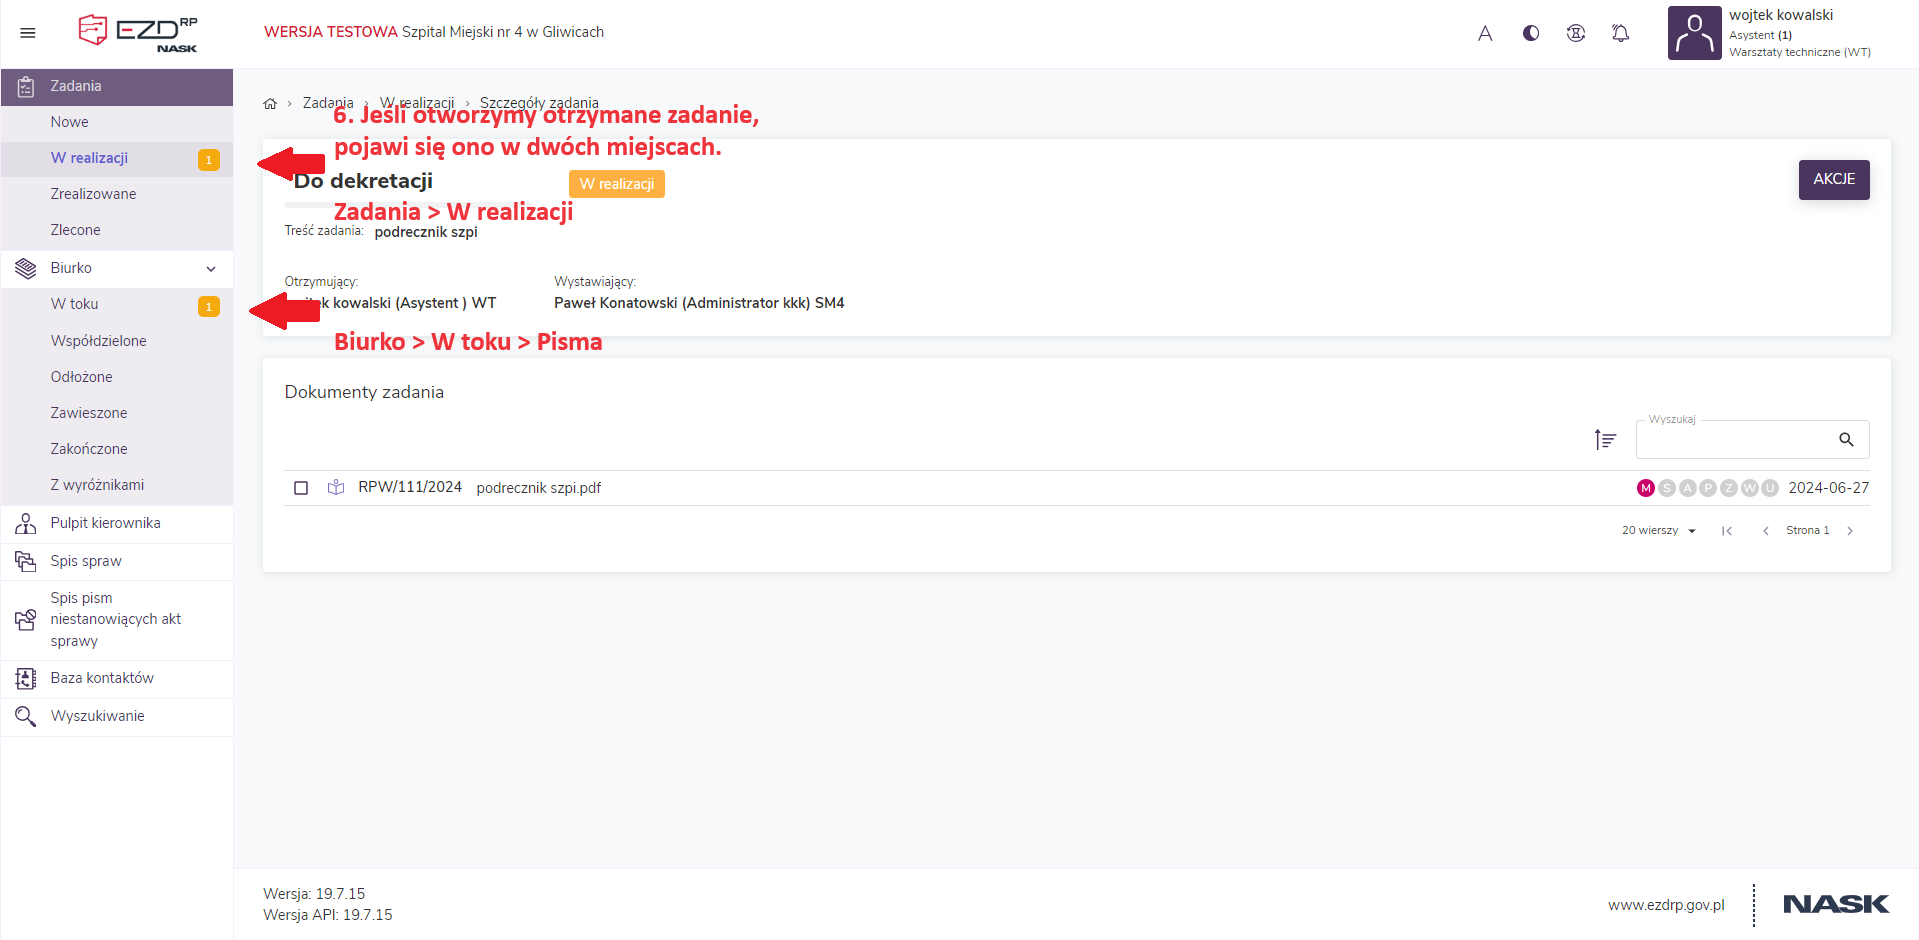 EZD RP
NASK
WERSJA TESTOWA Szpital Miejski nr 4 w Gliwicach
wojtek kowalski
Asystent (1)
Warsztaty techniczne (WT)
Zadania
Nowe
W realizacji 1
Zrealizowane
Zlecone
Biurko
W toku 1
Współdzielone
Odłożone
Zawieszone
Zakończone
Z wyróżnikami
Pulpit kierownika
Spis spraw
Spis pism
niestanowiących akt
sprawy
Baza kontaktów
Wyszukiwanie
Zadania > W realizacji > Szczegóły zadania
6. Jeśli otworzymy otrzymane zadanie,
pojawi się ono w dwóch miejscach.
Do dekretacji W realizacji
AKCJE
Zadania > W realizacji
Treść zadania: podrecznik szpi
Otrzymujący: Wystawiający:
kowalski (Asystent ) WT Paweł Konatowski (Administrator kkk) SM4
Biurko > W toku > Pisma
Dokumenty zadania
Wyszukaj
RPW/111/2024 podrecznik szpi.pdf M S A P Z W U 2024-06-27
20 wierszy Strona 1
Wersja: 19.7.15
Wersja API: 19.7.15
www.ezdrp.gov.pl NASK